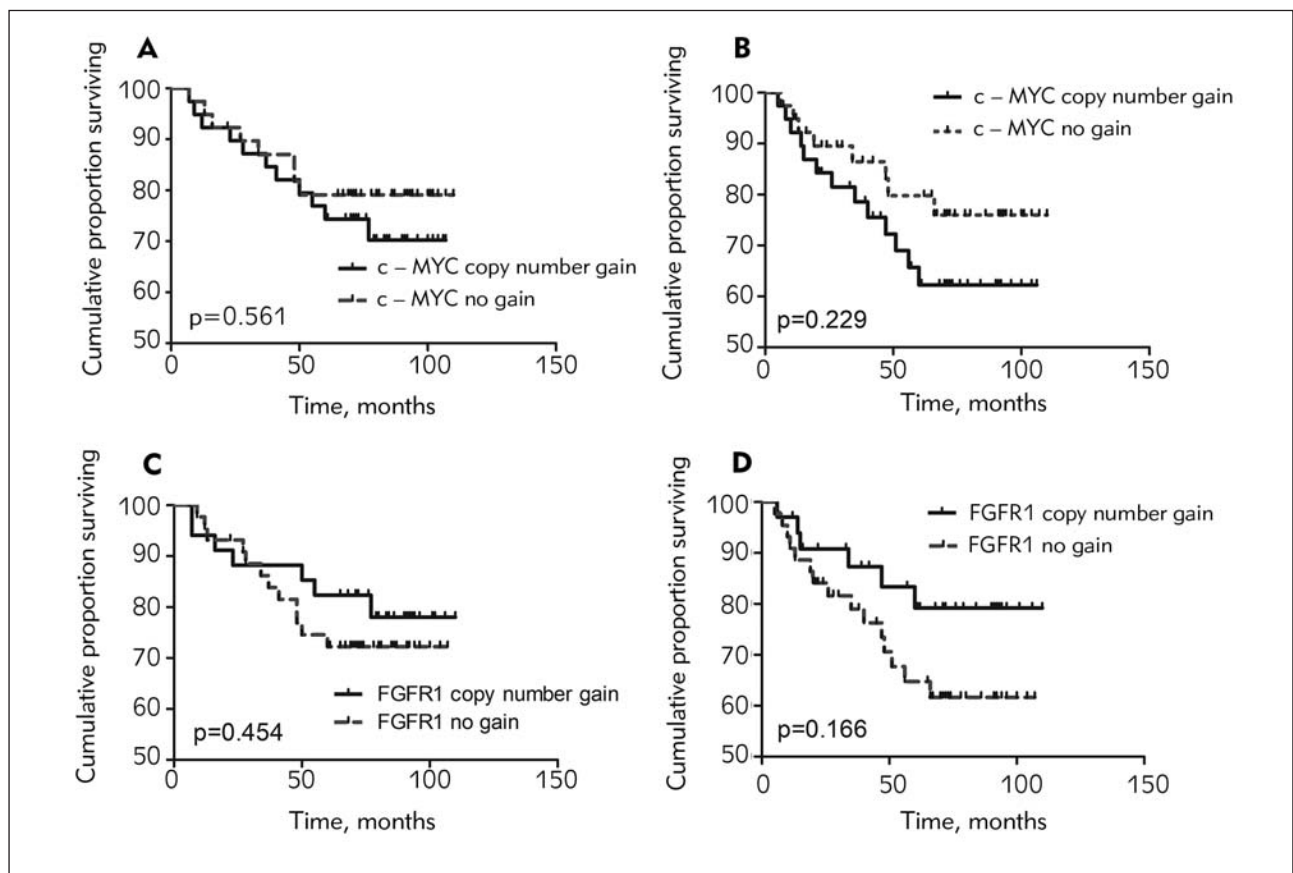 A
Cumulative proportion surviving
100
90
80
70
60
50
c – MYC copy number gain
c – MYC no gain
p=0.561
0
50
100
150
Time, months
B
Cumulative proportion surviving
100
90
80
70
60
50
c – MYC copy number gain
c – MYC no gain
p=0.229
0
50
100
150
Time, months
C
Cumulative proportion surviving
100
90
80
70
60
50
FGFR1 copy number gain
FGFR1 no gain
p=0.454
0
50
100
150
Time, months
D
Cumulative proportion surviving
100
90
80
70
60
50
FGFR1 copy number gain
FGFR1 no gain
p=0.166
0
50
100
150
Time, months